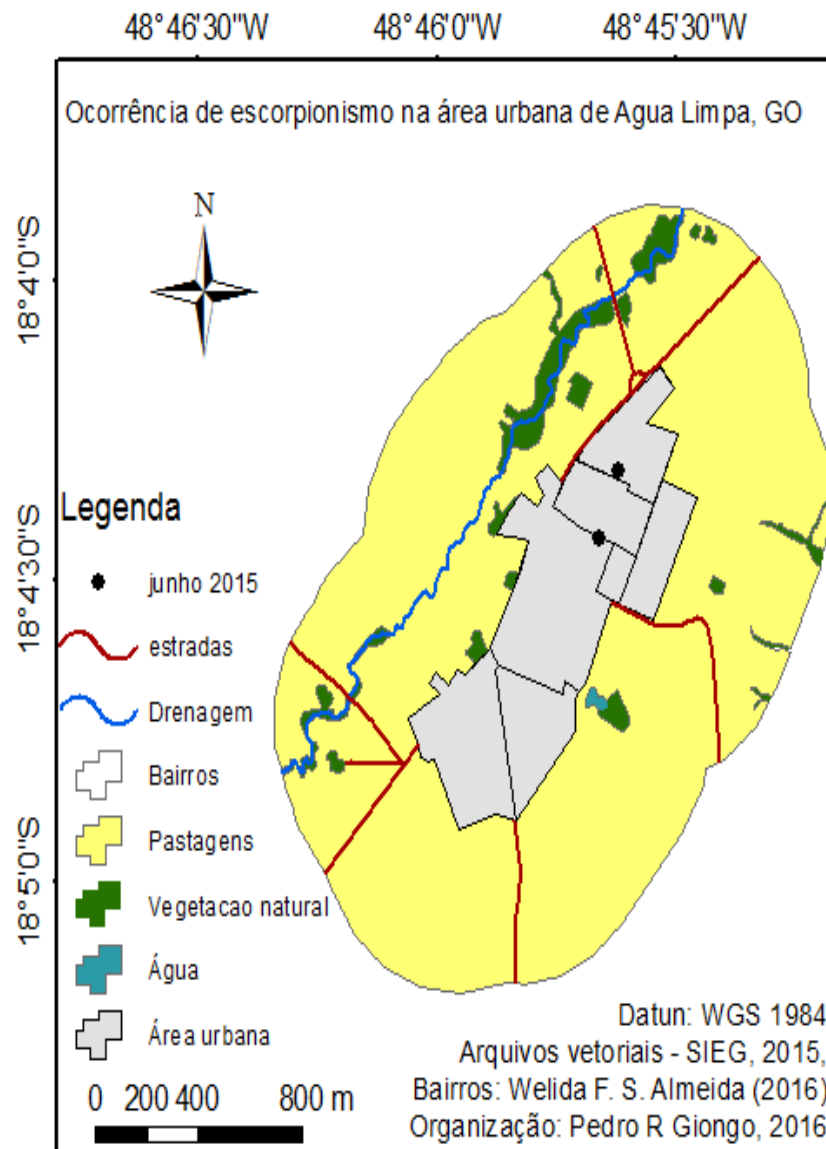 48°46'30"W 48°46'0"W 48°45'30"W
Ocorrência de escorpionismo na área urbana de Agua Limpa, GO
N
18°4'0"S
18°4'30"S
18°5'0"S
Legenda
junho 2015
estradas
Drenagem
Bairros
Pastagens
Vegetacao natural
Água
Área urbana
0 200 400 800 m
Datun: WGS 1984
Arquivos vetoriais - SIEG, 2015,
Bairros: Welida F. S. Almeida (2016)
Organização: Pedro R Giongo, 2016